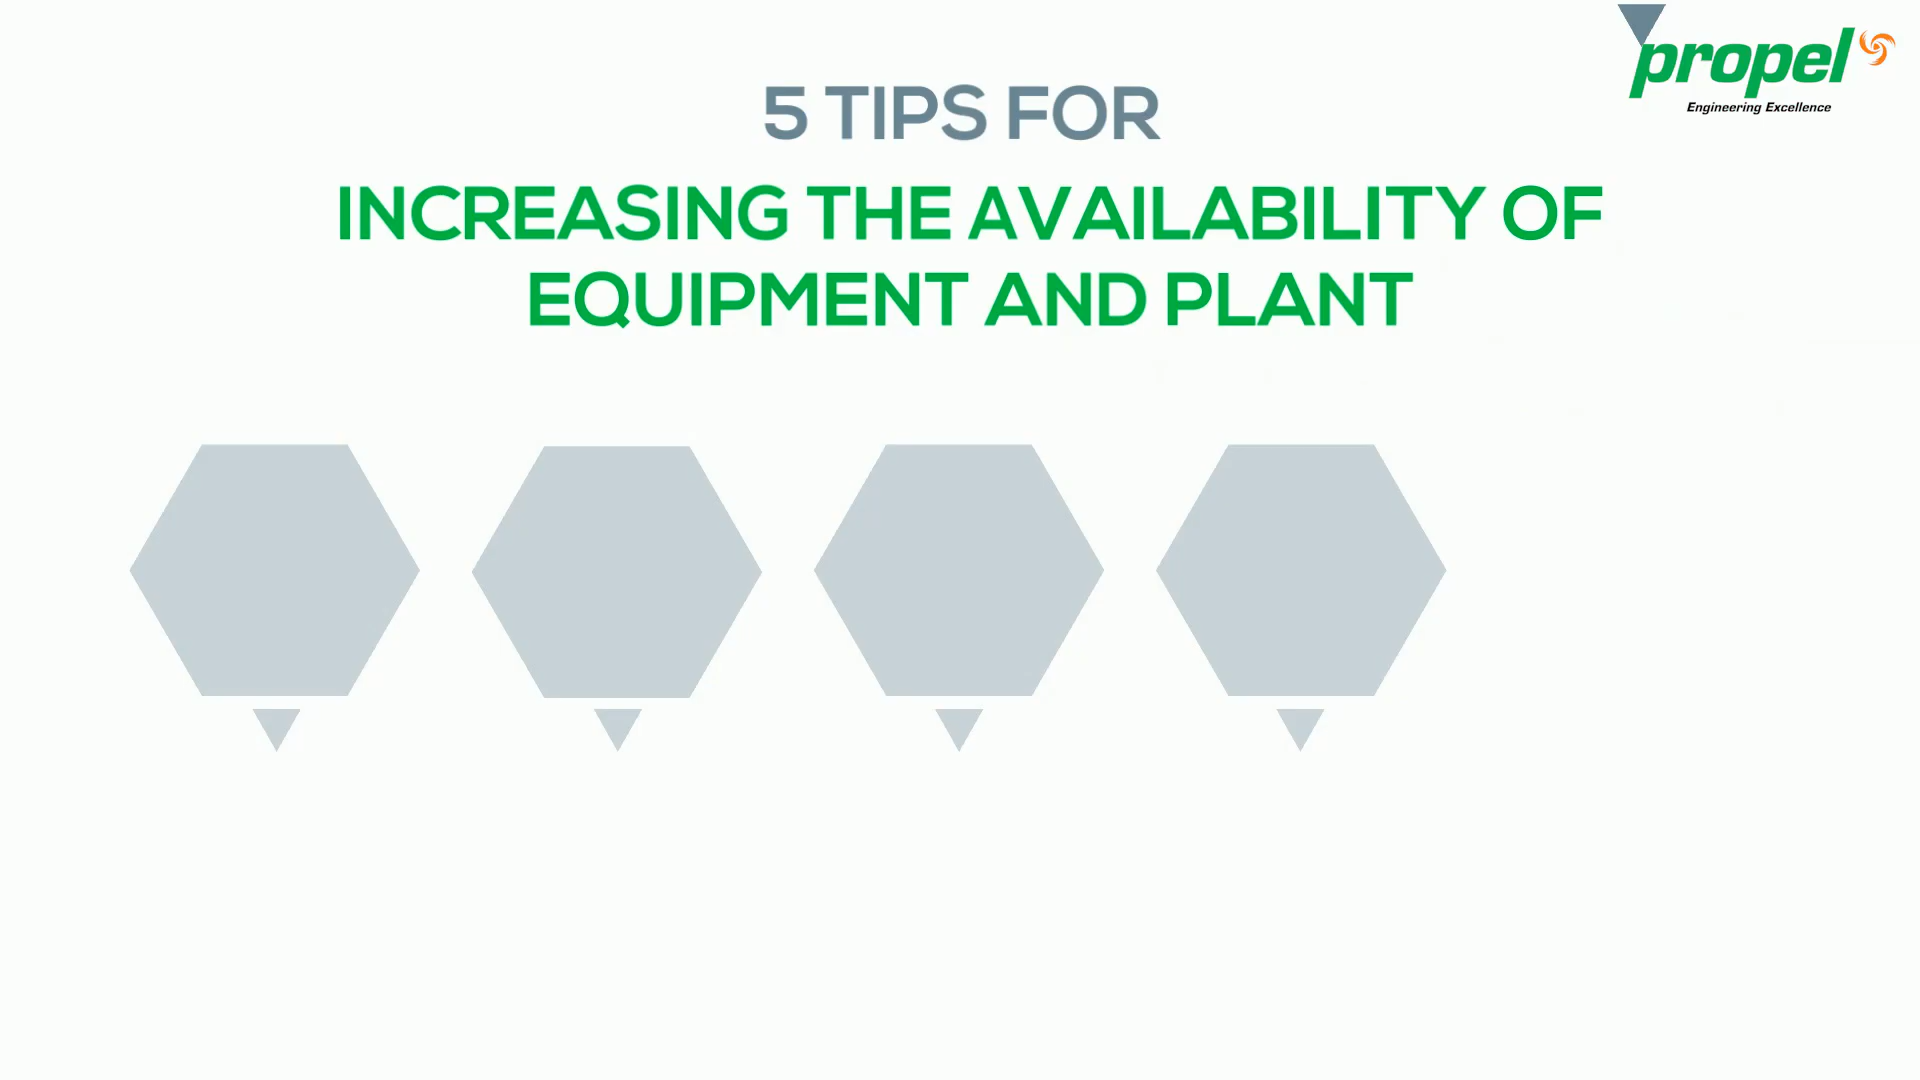 propel
Engineering Excellence
5 TIPS FOR
INCREASING THE AVAILABILITY OF
EQUIPMENT AND PLANT